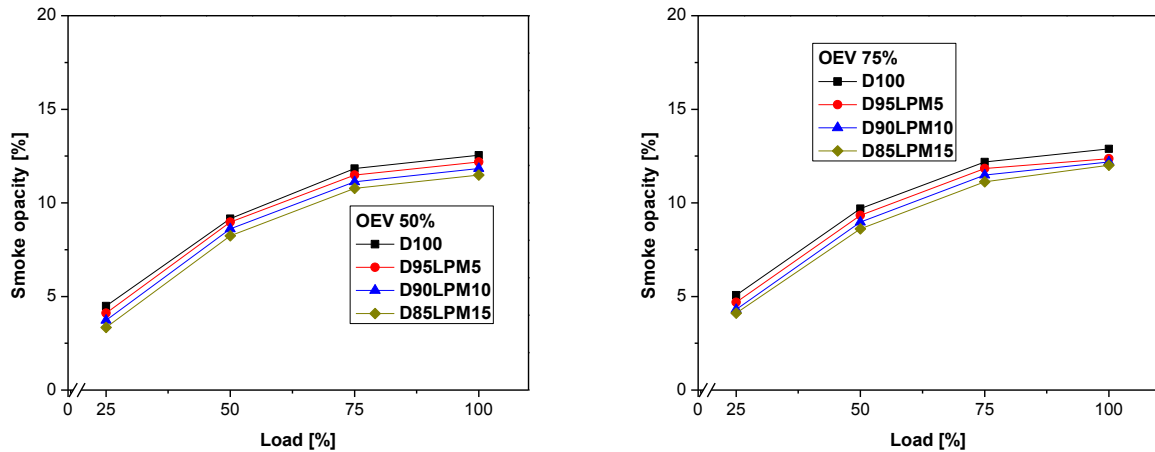 20
15
10
5
0
Smoke opacity [%]
OEV 50%
D100
D95LPM5
D90LPM10
D85LPM15
0 25 50 75 100
Load [%]
20
15
10
5
0
Smoke opacity [%]
OEV 75%
D100
D95LPM5
D90LPM10
D85LPM15
0 25 50 75 100
Load [%]